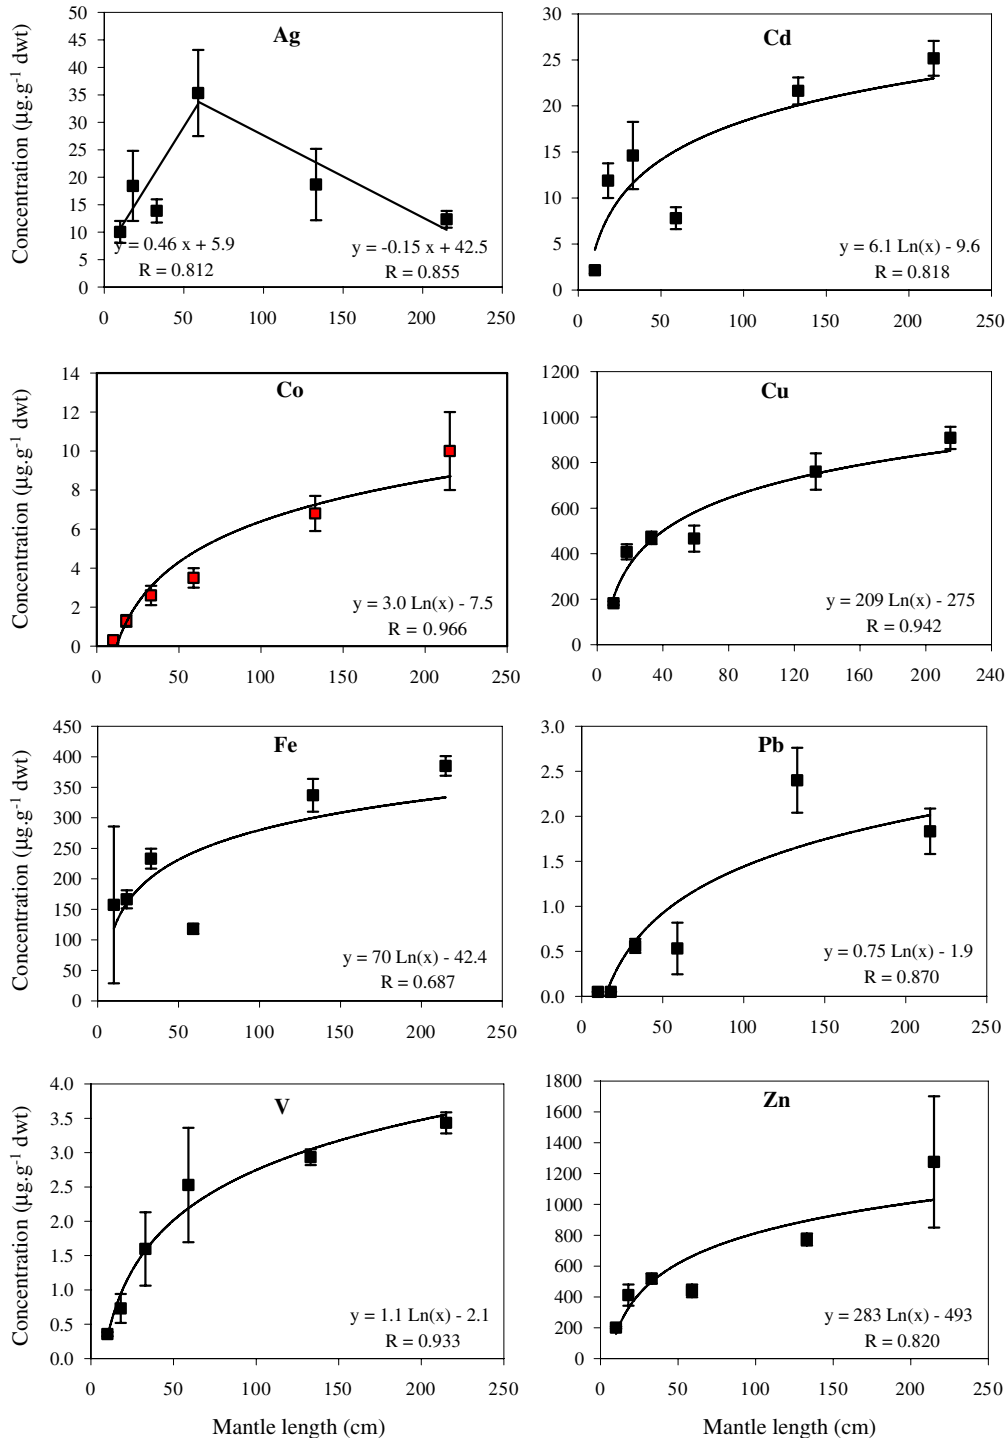 Concentration (µg.g⁻¹ dwt)
Ag
50
45
40
35
30
25
20
15
10
5
0
y = 0.46 x + 5.9
R = 0.812
y = -0.15 x + 42.5
R = 0.855
0 50 100 150 200 250
Cd
30
25
20
15
10
5
0
y = 6.1 Ln(x) - 9.6
R = 0.818
0 50 100 150 200 250
Concentration (µg.g⁻¹ dwt)
Co
14
12
10
8
6
4
2
0
y = 3.0 Ln(x) - 7.5
R = 0.966
0 50 100 150 200 250
Cu
1200
1000
800
600
400
200
0
y = 209 Ln(x) - 275
R = 0.942
0 40 80 120 160 200 240
Concentration (µg.g⁻¹ dwt)
Fe
450
400
350
300
250
200
150
100
50
0
y = 70 Ln(x) - 42.4
R = 0.687
0 50 100 150 200 250
Pb
3.0
2.5
2.0
1.5
1.0
0.5
0.0
y = 0.75 Ln(x) - 1.9
R = 0.870
0 50 100 150 200 250
Concentration (µg.g⁻¹ dwt)
V
4.0
3.5
3.0
2.5
2.0
1.5
1.0
0.5
0.0
y = 1.1 Ln(x) - 2.1
R = 0.933
0 50 100 150 200 250
Mantle length (cm)
Zn
1800
1600
1400
1200
1000
800
600
400
200
0
y = 283 Ln(x) - 493
R = 0.820
0 50 100 150 200 250
Mantle length (cm)